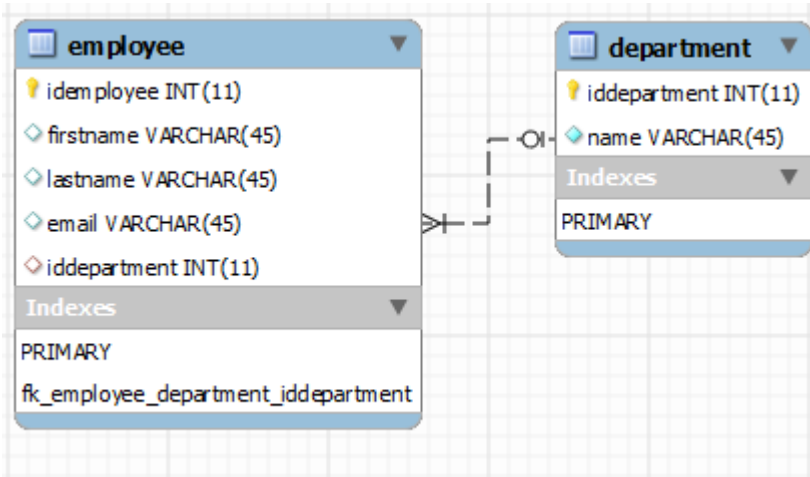 employee
idemployee INT(11)
firstname VARCHAR(45)
lastname VARCHAR(45)
email VARCHAR(45)
iddepartment INT(11)
Indexes
PRIMARY
fk_employee_department_iddepartment
department
iddepartment INT(11)
name VARCHAR(45)
Indexes
PRIMARY